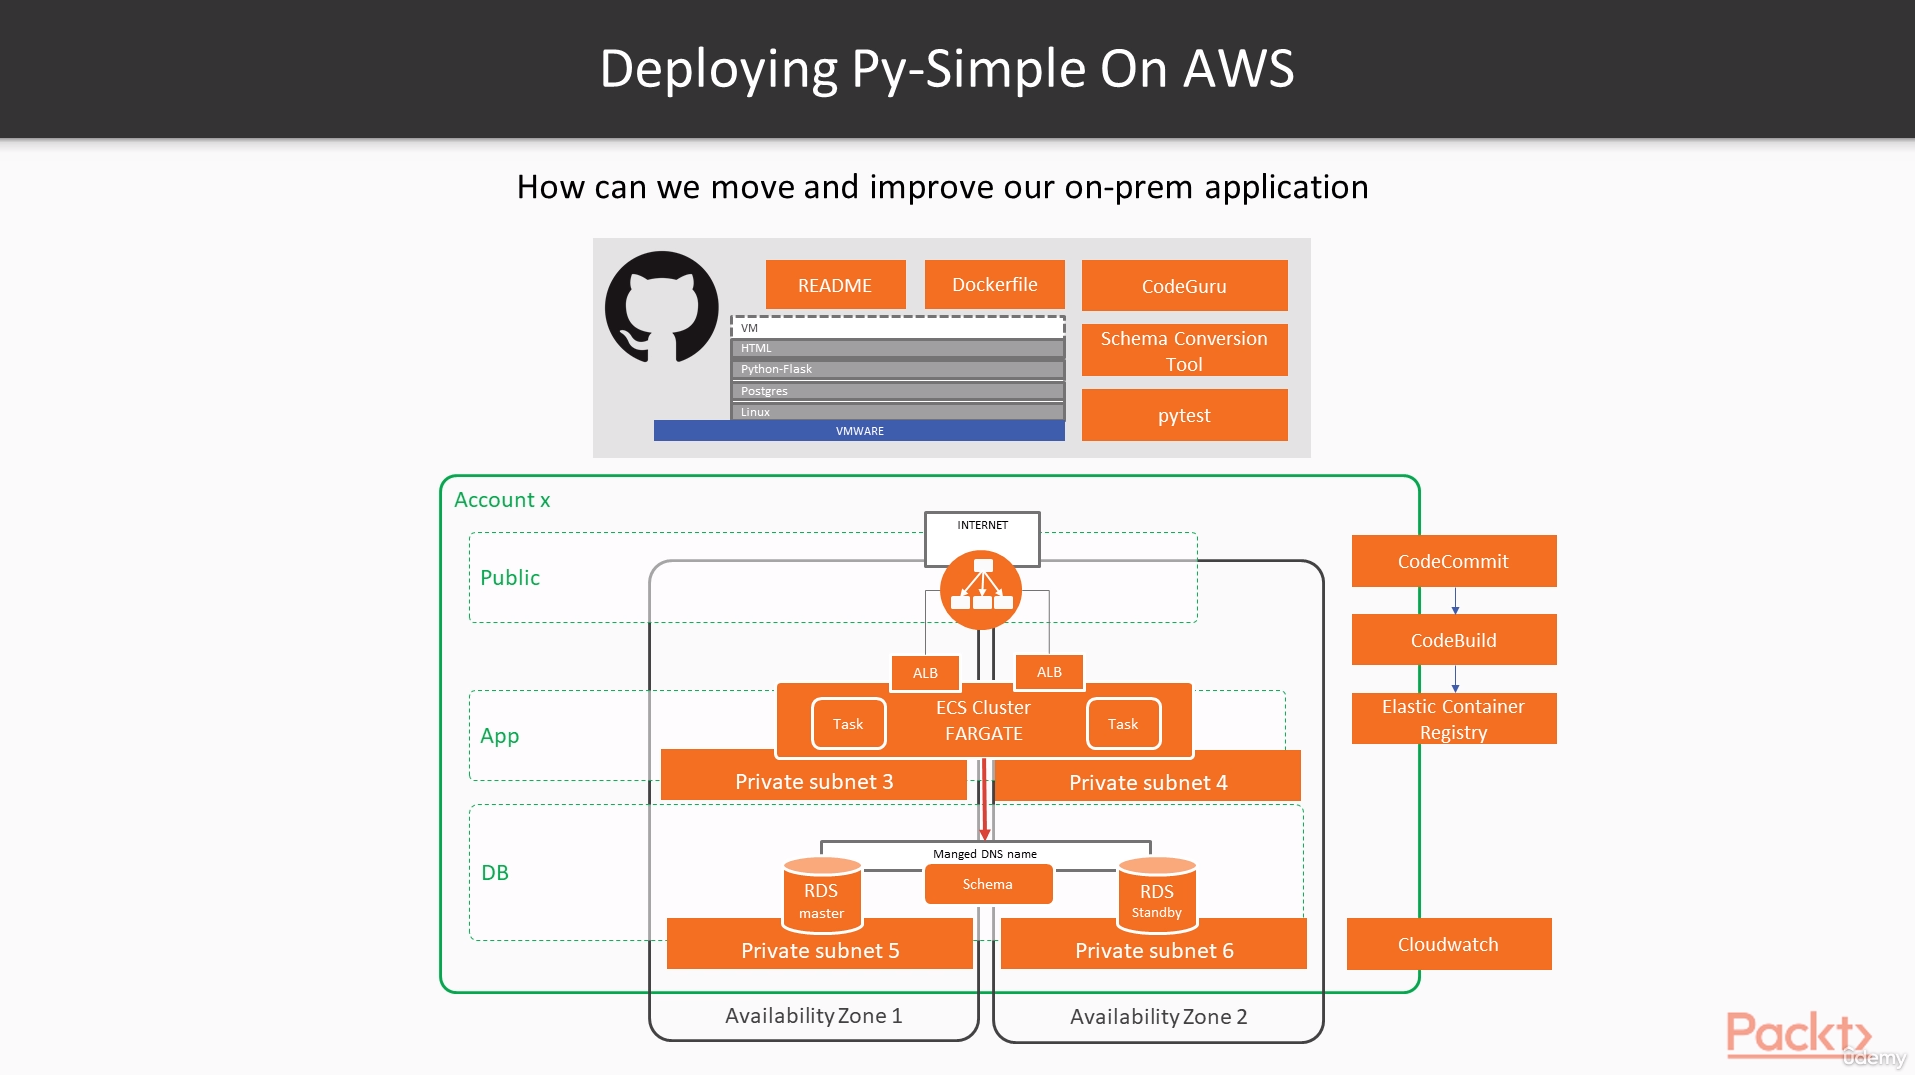 Deploying Py-Simple On AWS
How can we move and improve our on-prem application
README
Dockerfile
CodeGuru
VM
HTML
Python-Flask
Postgres
Linux
VMWARE
Schema Conversion
Tool
pytest
Account x
INTERNET
Public
CodeCommit
CodeBuild
Elastic Container
Registry
ALB
ALB
App
Task
ECS Cluster
FARGATE
Task
Private subnet 3
Private subnet 4
DB
Manged DNS name
RDS
master
Schema
RDS
Standby
Private subnet 5
Private subnet 6
Cloudwatch
Availability Zone 1
Availability Zone 2
Packt
ûdemy